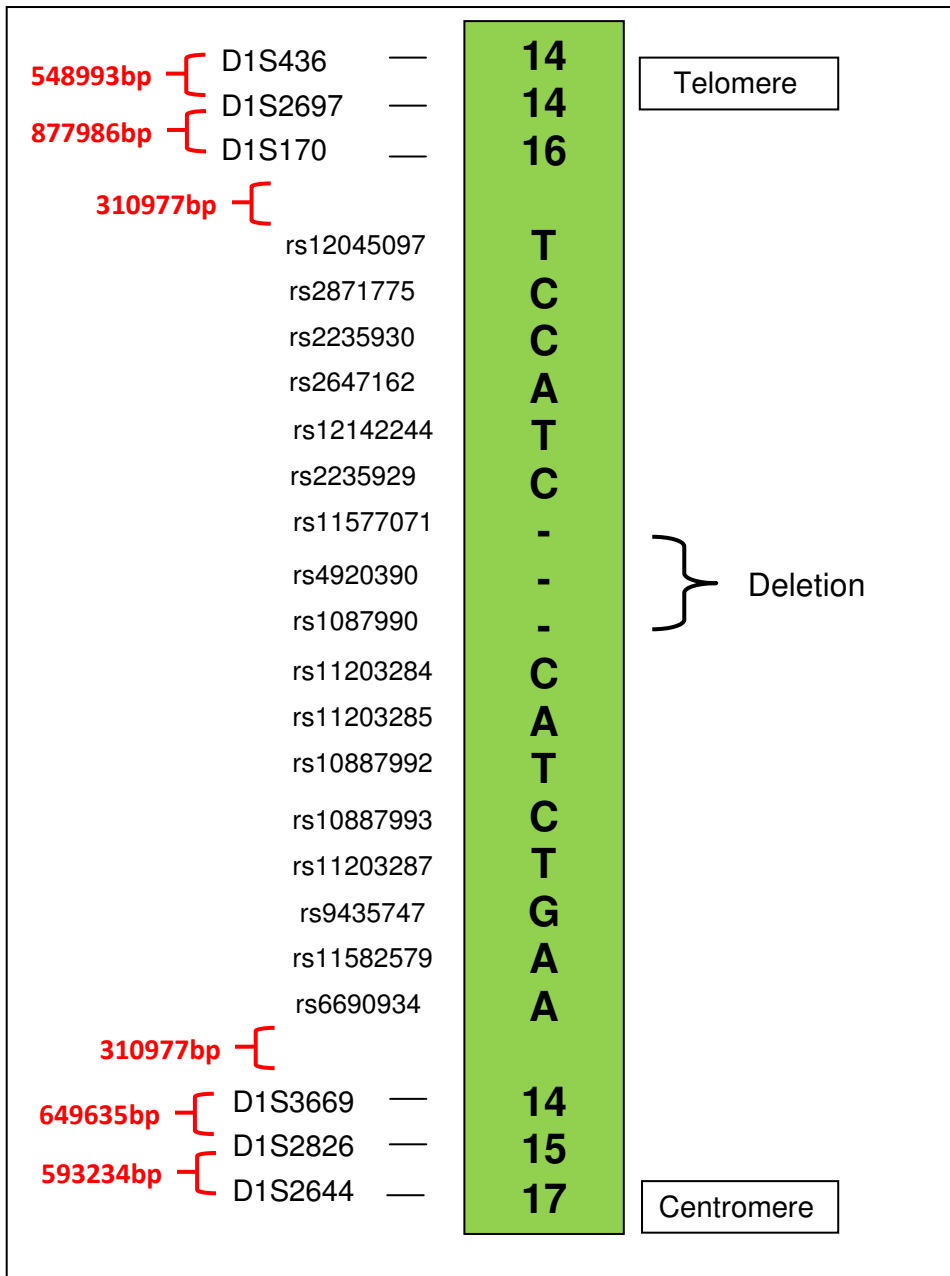 D1S436 — 14
548993bp
Telomere
D1S2697 — 14
877986bp
D1S170 — 16
310977bp
rs12045097 T
rs2871775 C
rs2235930 C
rs2647162 A
rs12142244 T
rs2235929 C
rs11577071 -
rs4920390 -
Deletion
rs1087990 -
rs11203284 C
rs11203285 A
rs10887992 T
rs10887993 C
rs11203287 T
rs9435747 G
rs11582579 A
rs6690934 A
310977bp
D1S3669 — 14
649635bp
D1S2826 — 15
593234bp
D1S2644 — 17
Centromere